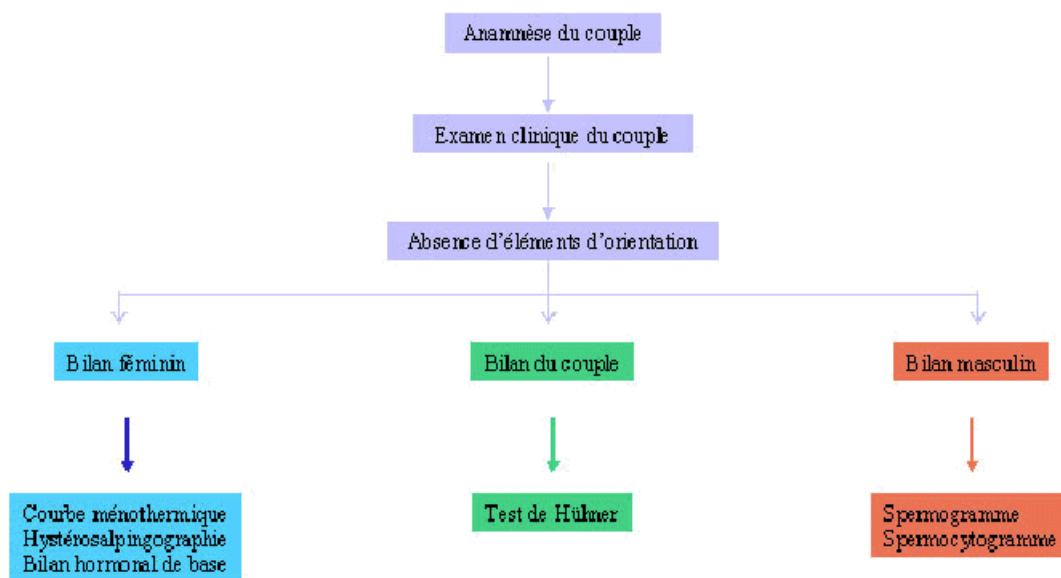 Anamnèse du couple
Examen clinique du couple
Absence d'éléments d'orientation
Bilan féminin
Bilan du couple
Bilan masculin
Courbe ménothermique
Hystérosalpingographie
Bilan hormonal de base
Test de Hühner
Spermogramme
Spermocytogramme